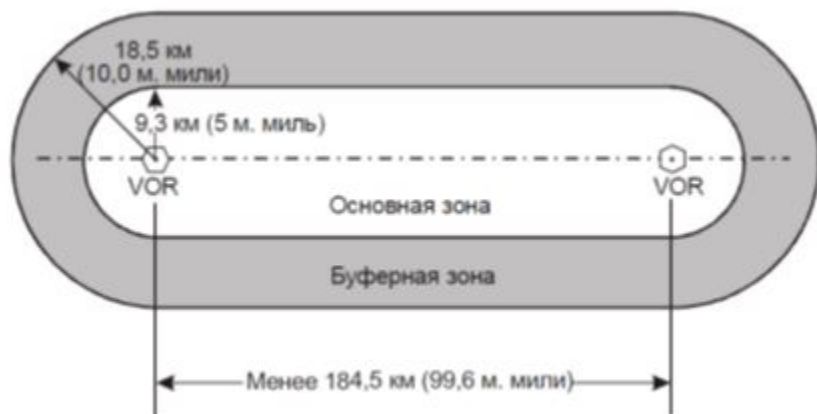 18,5 км
(10,0 м. мили)
9,3 км (5 м. миль)
VOR
VOR
Основная зона
Буферная зона
Менее 184,5 км (99,6 м. мили)